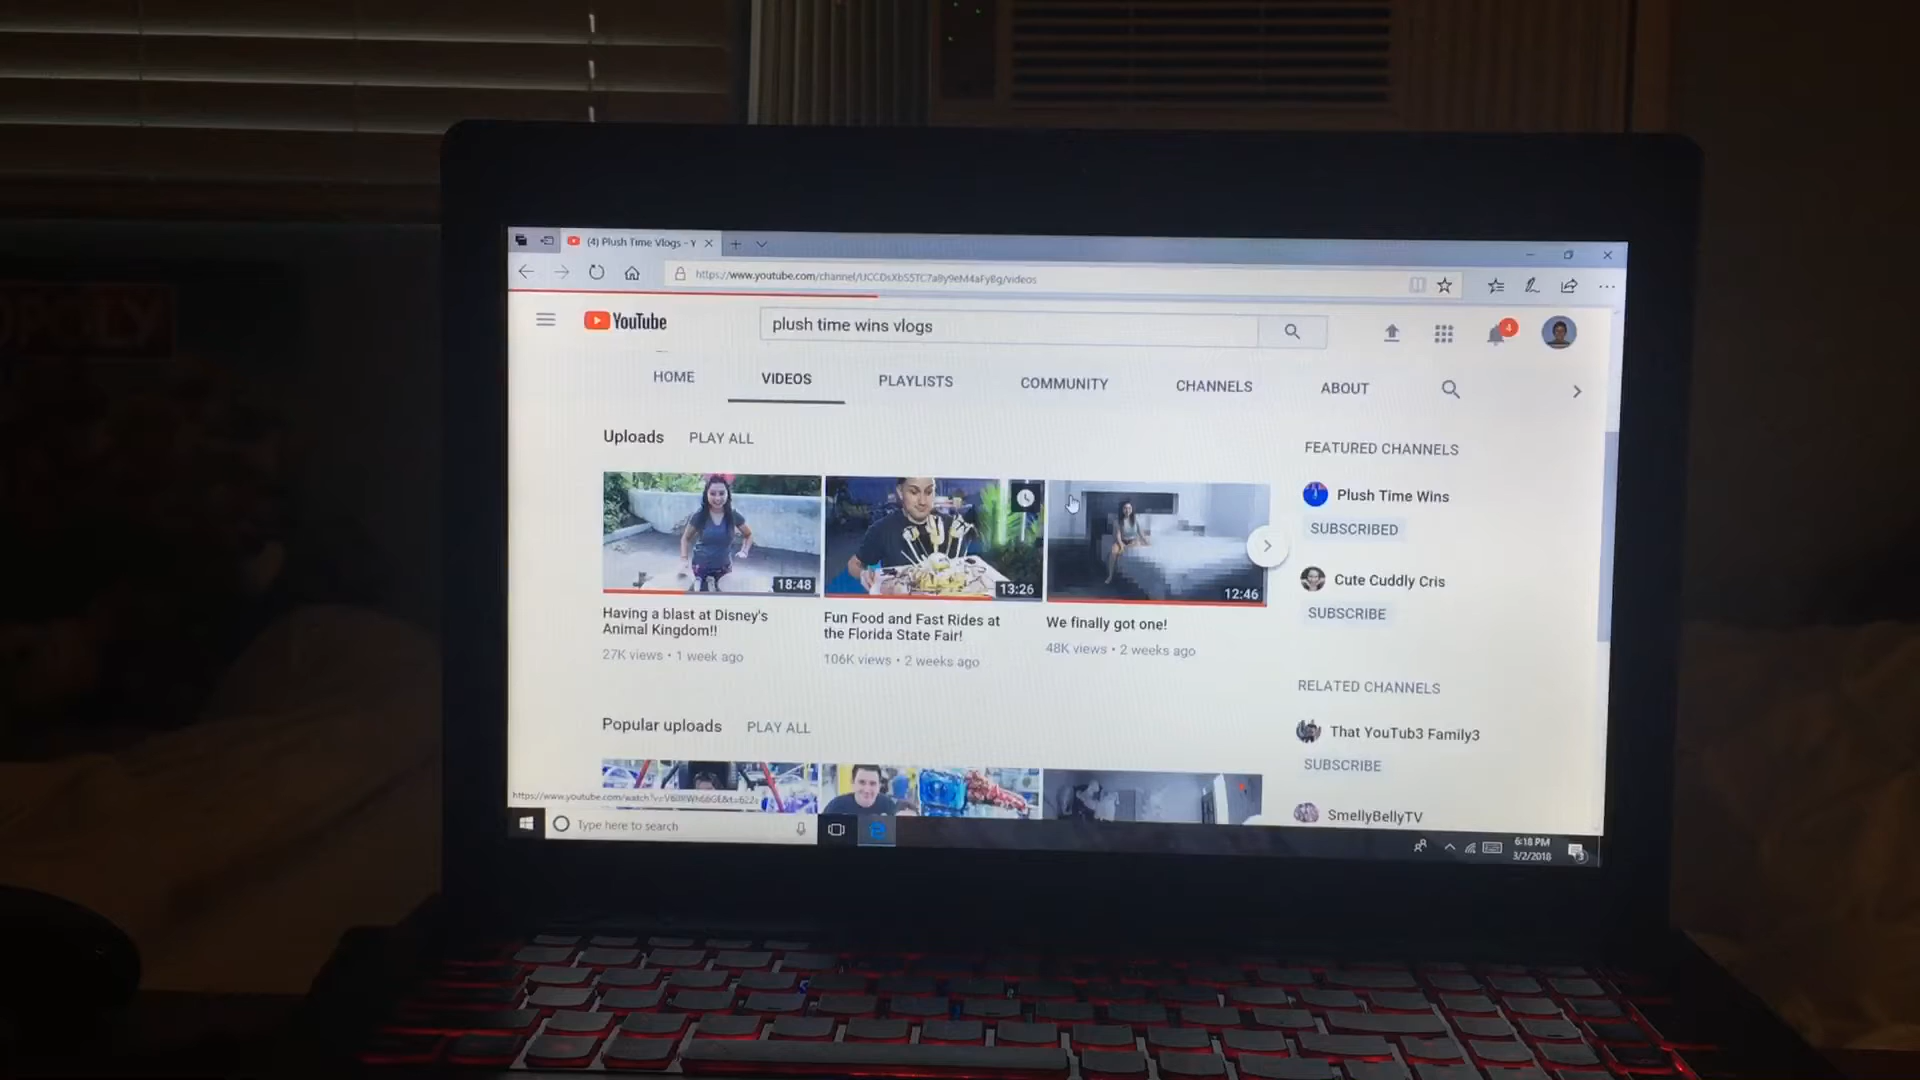 (4) Plush Time Vlogs - Y
https://www.youtube.com/channel/UCCDsXbS5TC7a8y9eM4aFyBg/videos
YouTube
plush time wins vlogs
4
HOME VIDEOS PLAYLISTS COMMUNITY CHANNELS ABOUT
Uploads PLAY ALL
18:48
13:26
12:46
Having a blast at Disney's
Animal Kingdom!!
27K views • 1 week ago
Fun Food and Fast Rides at
the Florida State Fair!
106K views • 2 weeks ago
We finally got one!
48K views • 2 weeks ago
FEATURED CHANNELS
Plush Time Wins
SUBSCRIBED
Cute Cuddly Cris
SUBSCRIBE
RELATED CHANNELS
That YouTub3 Family3
SUBSCRIBE
SmellyBellyTV
Popular uploads PLAY ALL
Type here to search
6:18 PM
3/2/2018
3
OPOLY